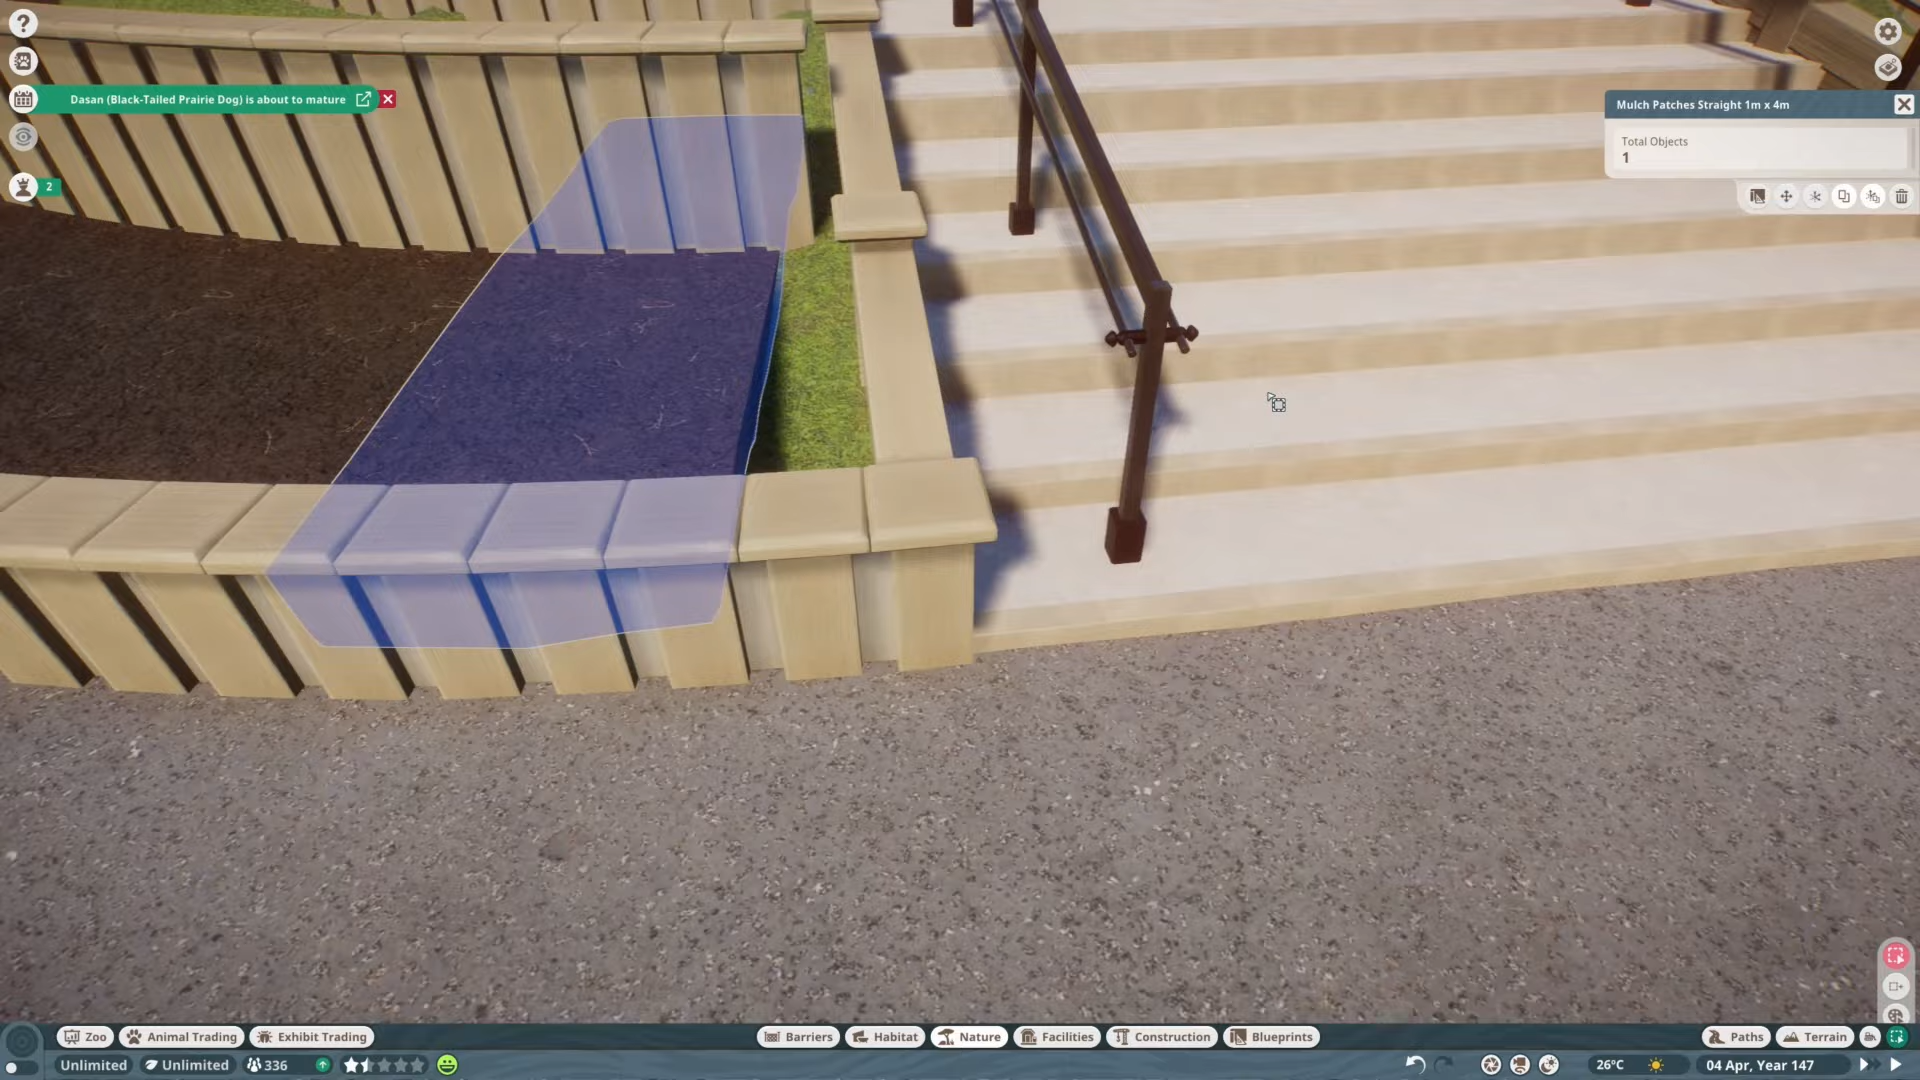 ?
Dasan (Black-Tailed Prairie Dog) is about to mature
2
Mulch Patches Straight 1m x 4m
Total Objects
1
Zoo
Animal Trading
Exhibit Trading
Barriers
Habitat
Nature
Facilities
Construction
Blueprints
Paths
Terrain
Unlimited
Unlimited
336
26°C
04 Apr, Year 147